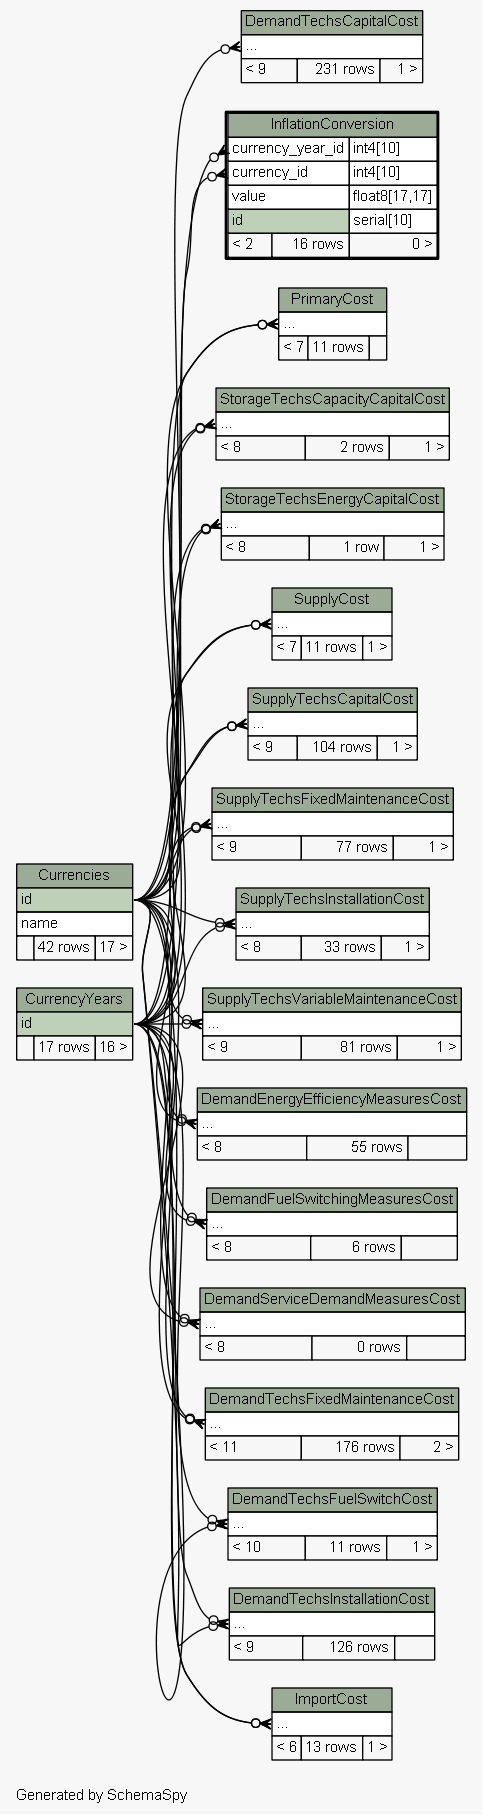 DemandTechsCapitalCost
...
< 9 231 rows 1 >
InflationConversion
currency_year_id int4[10]
currency_id int4[10]
value float8[17,17]
id serial[10]
< 2 16 rows 0 >
PrimaryCost
...
< 7 11 rows
StorageTechsCapacityCapitalCost
...
< 8 2 rows 1 >
StorageTechsEnergyCapitalCost
...
< 8 1 row 1 >
SupplyCost
...
< 7 11 rows 1 >
SupplyTechsCapitalCost
...
< 9 104 rows 1 >
SupplyTechsFixedMaintenanceCost
...
< 9 77 rows 1 >
Currencies
id
name
42 rows 17 >
SupplyTechsInstallationCost
...
< 8 33 rows 1 >
CurrencyYears
id
17 rows 16 >
SupplyTechsVariableMaintenanceCost
...
< 9 81 rows 1 >
DemandEnergyEfficiencyMeasuresCost
...
< 8 55 rows
DemandFuelSwitchingMeasuresCost
...
< 8 6 rows
DemandServiceDemandMeasuresCost
...
< 8 0 rows
DemandTechsFixedMaintenanceCost
...
< 11 176 rows 2 >
DemandTechsFuelSwitchCost
...
< 10 11 rows 1 >
DemandTechsInstallationCost
...
< 9 126 rows
ImportCost
...
< 6 13 rows 1 >
Generated by SchemaSpy